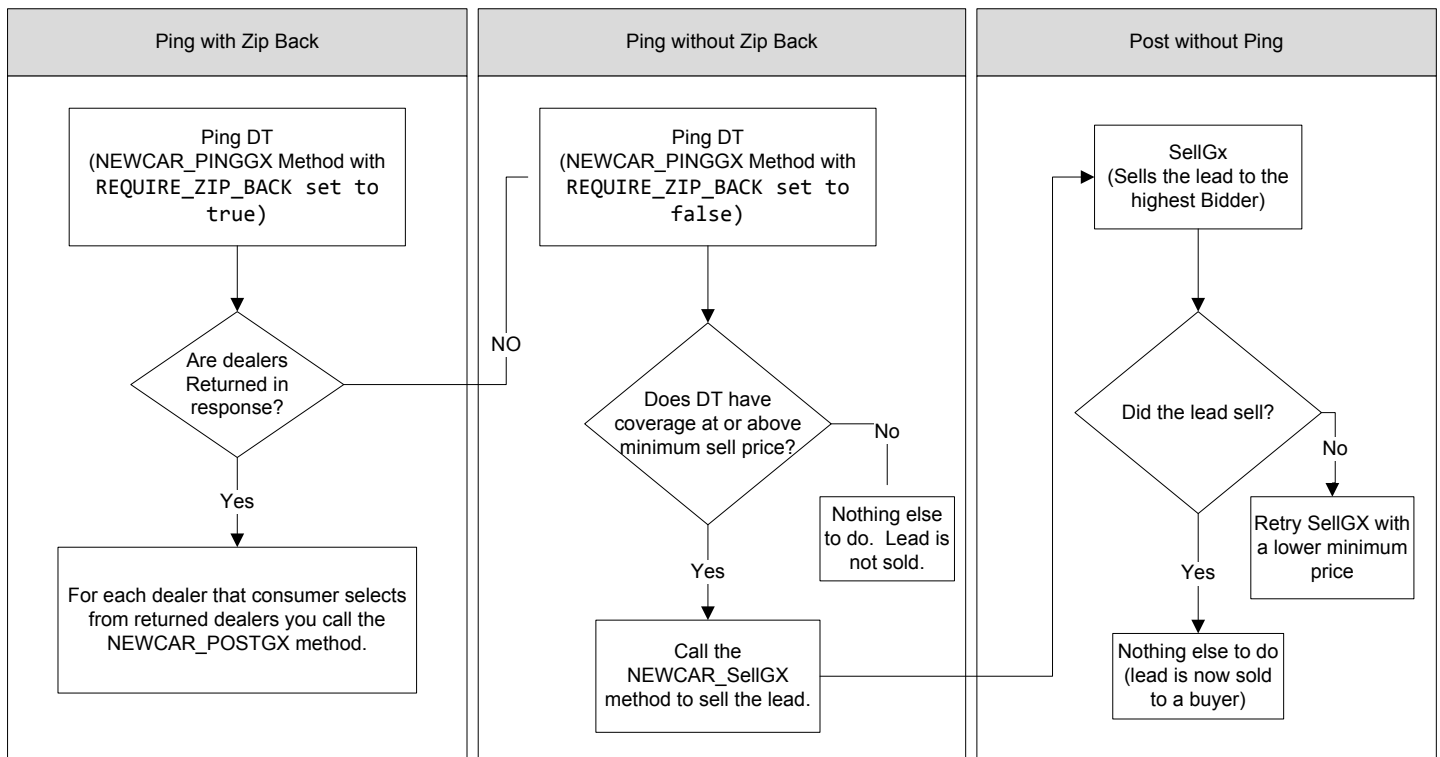 Ping with Zip Back
Ping DT
(NEWCAR_PINGGX Method with
REQUIRE_ZIP_BACK set to
true)
Are dealers
Returned in
response?
NO
Yes
For each dealer that consumer selects
from returned dealers you call the
NEWCAR_POSTGX method.
Ping without Zip Back
Ping DT
(NEWCAR_PINGGX Method with
REQUIRE_ZIP_BACK set to
false)
Does DT have
coverage at or above
minimum sell price?
No
Nothing else
to do.  Lead is
not sold.
Yes
Call the
NEWCAR_SellGX
method to sell the lead.
Post without Ping
SellGx
(Sells the lead to the
highest Bidder)
Did the lead sell?
No
Retry SellGX with
a lower minimum
price
Yes
Nothing else to do
(lead is now sold
to a buyer)